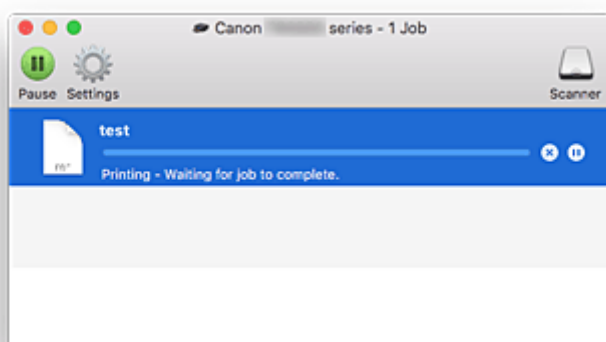 Canon series - 1 Job
Pause Settings
Scanner
test
Printing - Waiting for job to complete.